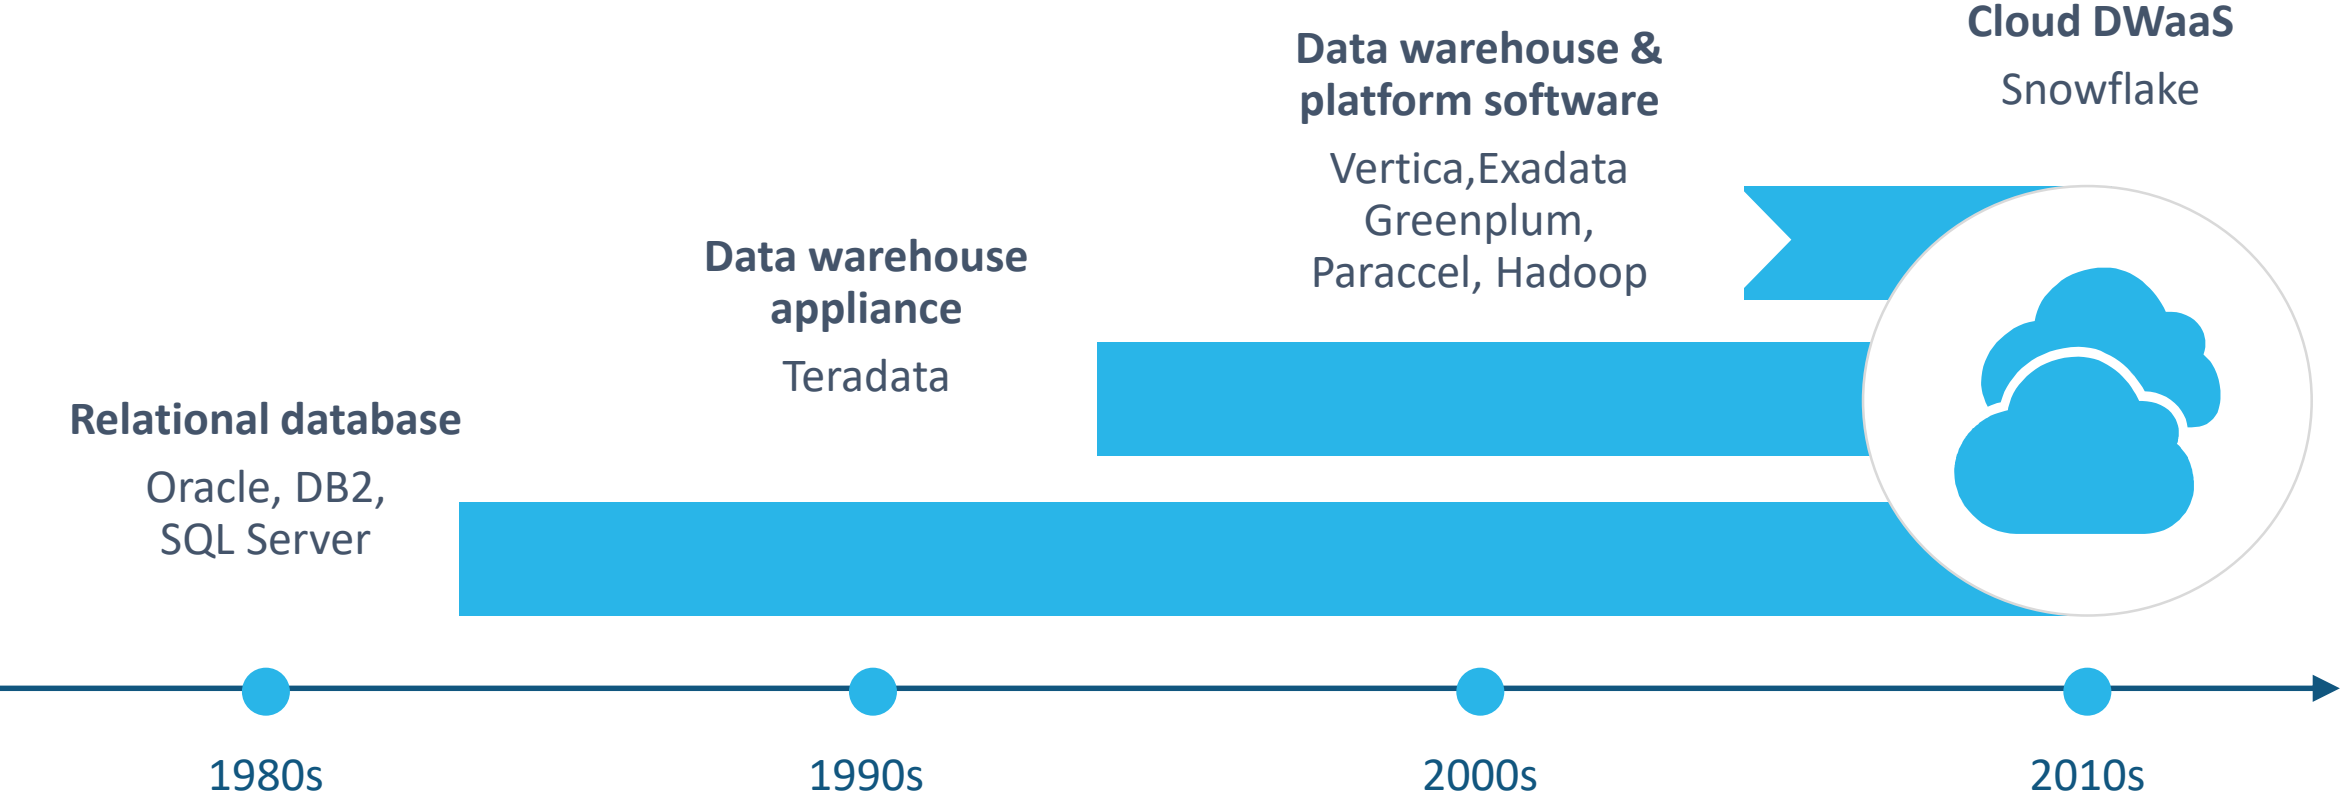 Cloud DWaaS
Snowflake
Data warehouse &
platform software
Vertica,Exadata
Greenplum,
Paraccel, Hadoop
Data warehouse
appliance
Teradata
Relational database
Oracle, DB2,
SQL Server
1980s
1990s
2000s
2010s